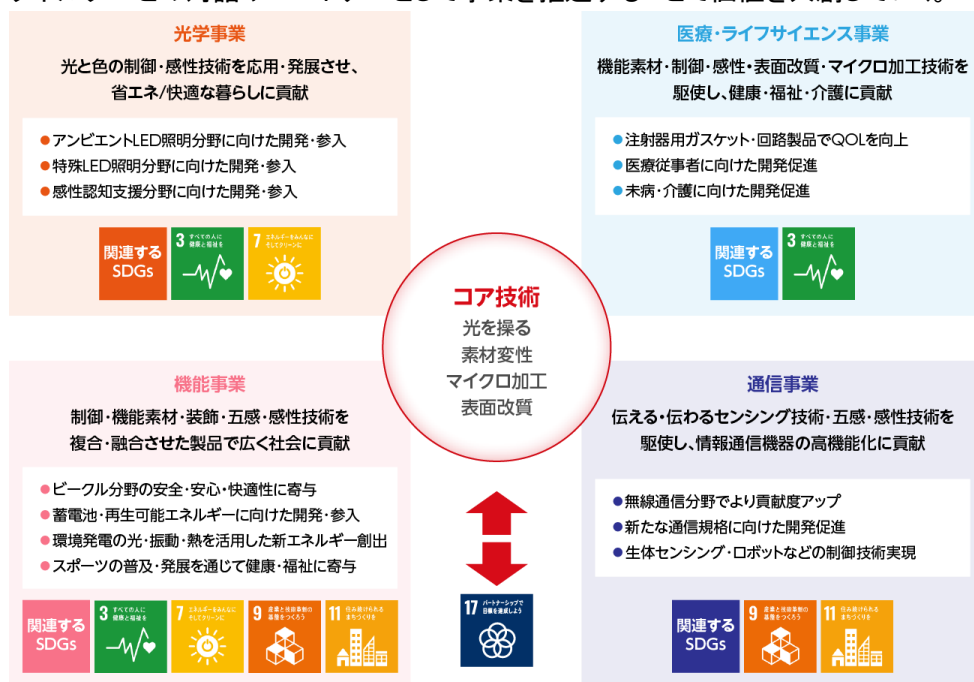 光学事業
光と色の制御・感性技術を応用・発展させ、
省エネ/快適な暮らしに貢献
●アンビエントLED照明分野に向けた開発・参入
●特殊LED照明分野に向けた開発・参入
●感性認知支援分野に向けた開発・参入
関連する
SDGs
3 すべての人に
健康と福祉を
7 エネルギーをみんなに
そしてクリーンに
医療・ライフサイエンス事業
機能素材・制御・感性・表面改質・マイクロ加工技術を
駆使し、健康・福祉・介護に貢献
●注射器用ガスケット・回路製品でQOLを向上
●医療従事者に向けた開発促進
●未病・介護に向けた開発促進
関連する
SDGs
3 すべての人に
健康と福祉を
コア技術
光を操る
素材変性
マイクロ加工
表面改質
機能事業
制御・機能素材・装飾・五感・感性技術を
複合・融合させた製品で広く社会に貢献
●ビークル分野の安全・安心・快適性に寄与
●蓄電池・再生可能エネルギーに向けた開発・参入
●環境発電の光・振動・熱を活用した新エネルギー創出
●スポーツの普及・発展を通じて健康・福祉に寄与
関連する
SDGs
3 すべての人に
健康と福祉を
7 エネルギーをみんなに
そしてクリーンに
9 産業と技術革新の
基盤をつくろう
11 住み続けられる
まちづくりを
17 パートナーシップで
目標を達成しよう
通信事業
伝える・伝わるセンシング技術・五感・感性技術を
駆使し、情報通信機器の高機能化に貢献
●無線通信分野でより貢献度アップ
●新たな通信規格に向けた開発促進
●生体センシング・ロボットなどの制御技術実現
関連する
SDGs
9 産業と技術革新の
基盤をつくろう
11 住み続けられる
まちづくりを